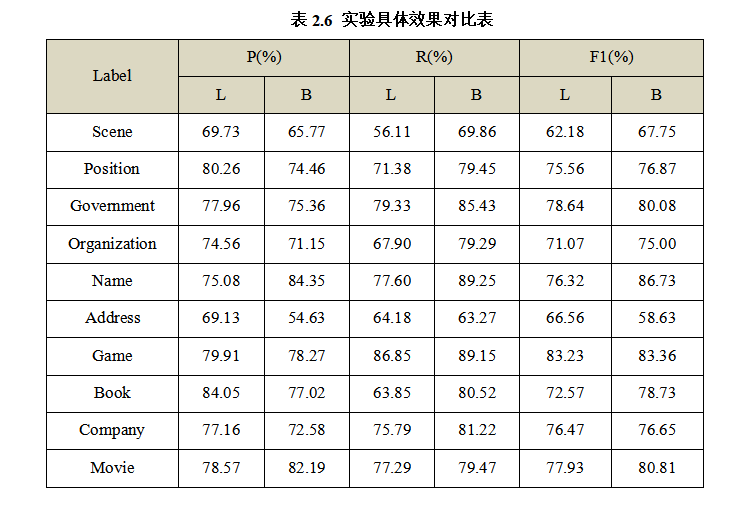 表 2.6 实验具体效果对比表
Label P(%) R(%) F1(%)
L B L B L B
Scene 69.73 65.77 56.11 69.86 62.18 67.75
Position 80.26 74.46 71.38 79.45 75.56 76.87
Government 77.96 75.36 79.33 85.43 78.64 80.08
Organization 74.56 71.15 67.90 79.29 71.07 75.00
Name 75.08 84.35 77.60 89.25 76.32 86.73
Address 69.13 54.63 64.18 63.27 66.56 58.63
Game 79.91 78.27 86.85 89.15 83.23 83.36
Book 84.05 77.02 63.85 80.52 72.57 78.73
Company 77.16 72.58 75.79 81.22 76.47 76.65
Movie 78.57 82.19 77.29 79.47 77.93 80.81